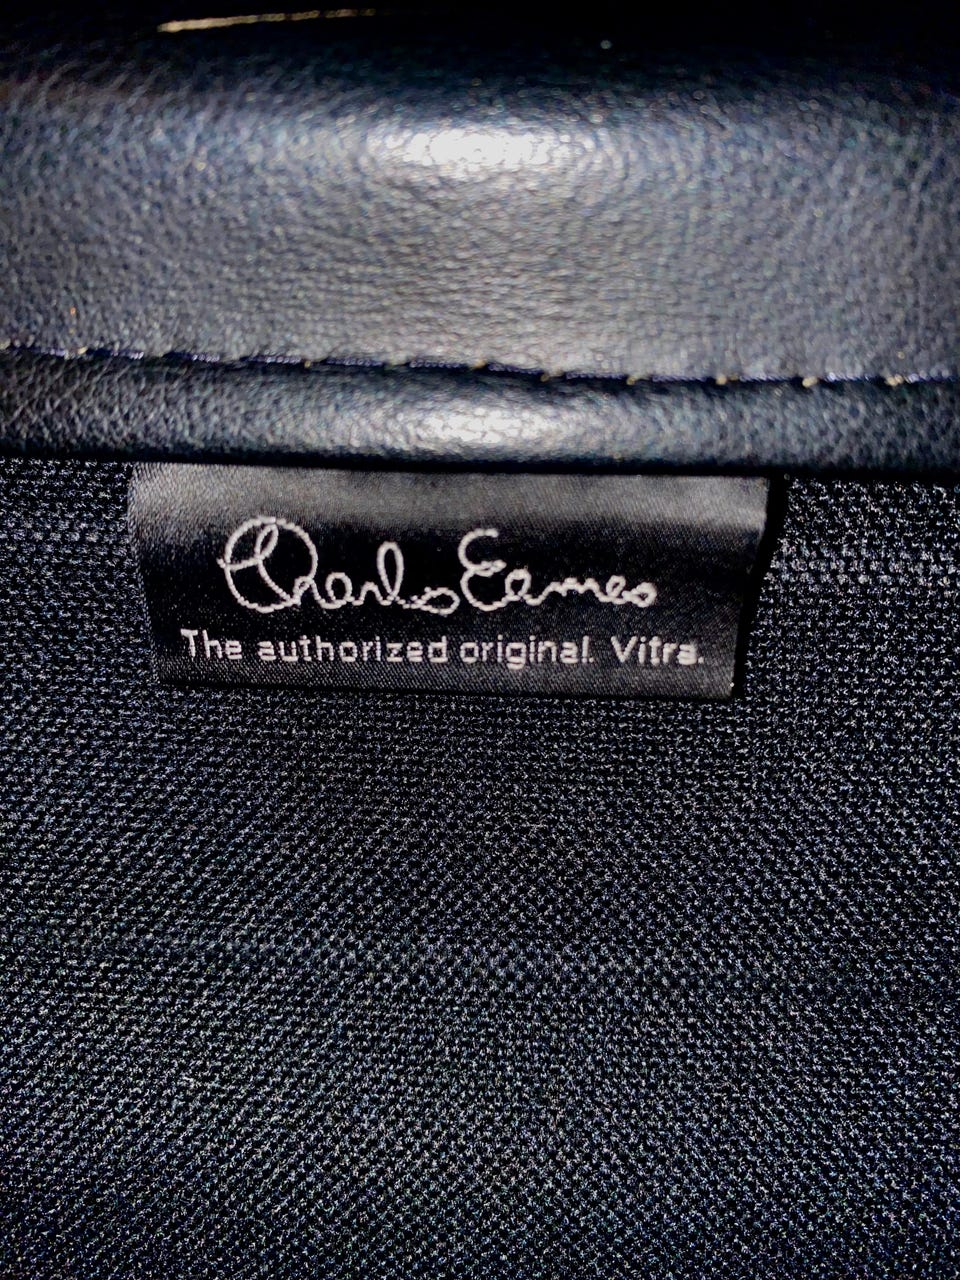 Charles Eames
The authorized original. Vitra.